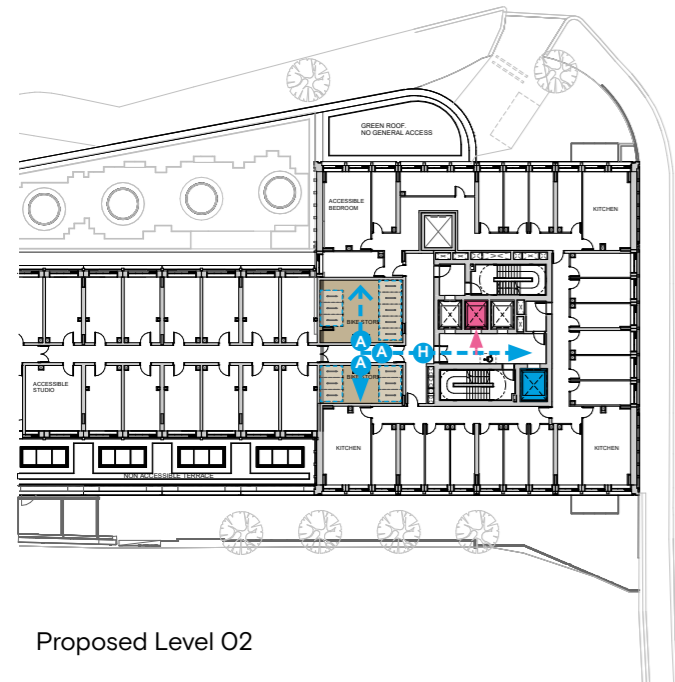 GREEN ROOF.
NO GENERAL ACCESS
ACCESSIBLE
BEDROOM
KITCHEN
BIKE STORE
A
A
H
A
BIKE STORE
ACCESSIBLE
STUDIO
KITCHEN
KITCHEN
NON ACCESSIBLE TERRACE
Proposed Level 02